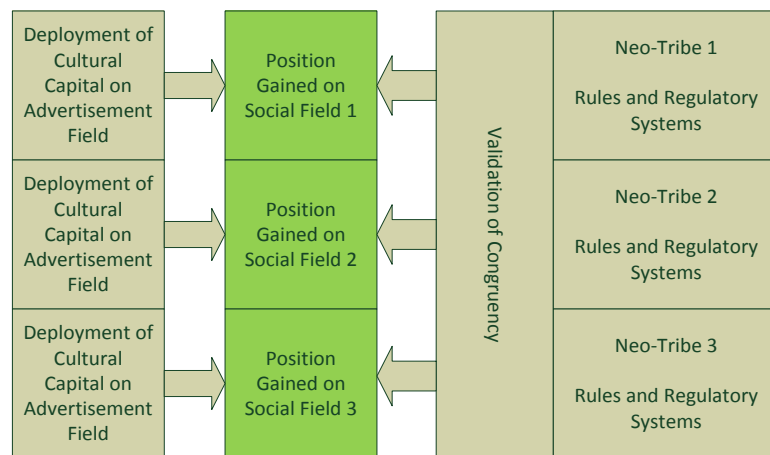 Deployment of
Cultural
Capital on
Advertisement
Field
Position
Gained on
Social Field 1
Neo-Tribe 1
Rules and Regulatory
Systems
Deployment of
Cultural
Capital on
Advertisement
Field
Position
Gained on
Social Field 2
Validation of Congruency
Neo-Tribe 2
Rules and Regulatory
Systems
Deployment of
Cultural
Capital on
Advertisement
Field
Position
Gained on
Social Field 3
Neo-Tribe 3
Rules and Regulatory
Systems